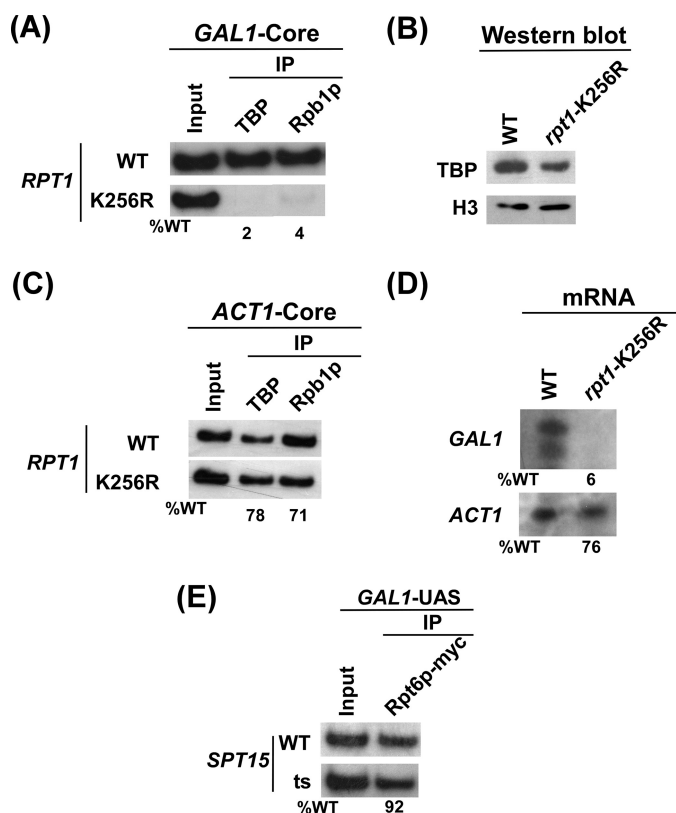 (A)
GAL1-Core
IP
Input
TBP
Rpb1p
RPT1
WT
K256R
%WT 2 4
(B)
Western blot
WT
rpt1-K256R
TBP
H3
(C)
ACT1-Core
IP
Input
TBP
Rpb1p
RPT1
WT
K256R
%WT 78 71
(D)
mRNA
WT
rpt1-K256R
GAL1
%WT 6
ACT1
%WT 76
(E)
GAL1-UAS
IP
Input
Rpt6p-myc
SPT15
WT
ts
%WT 92